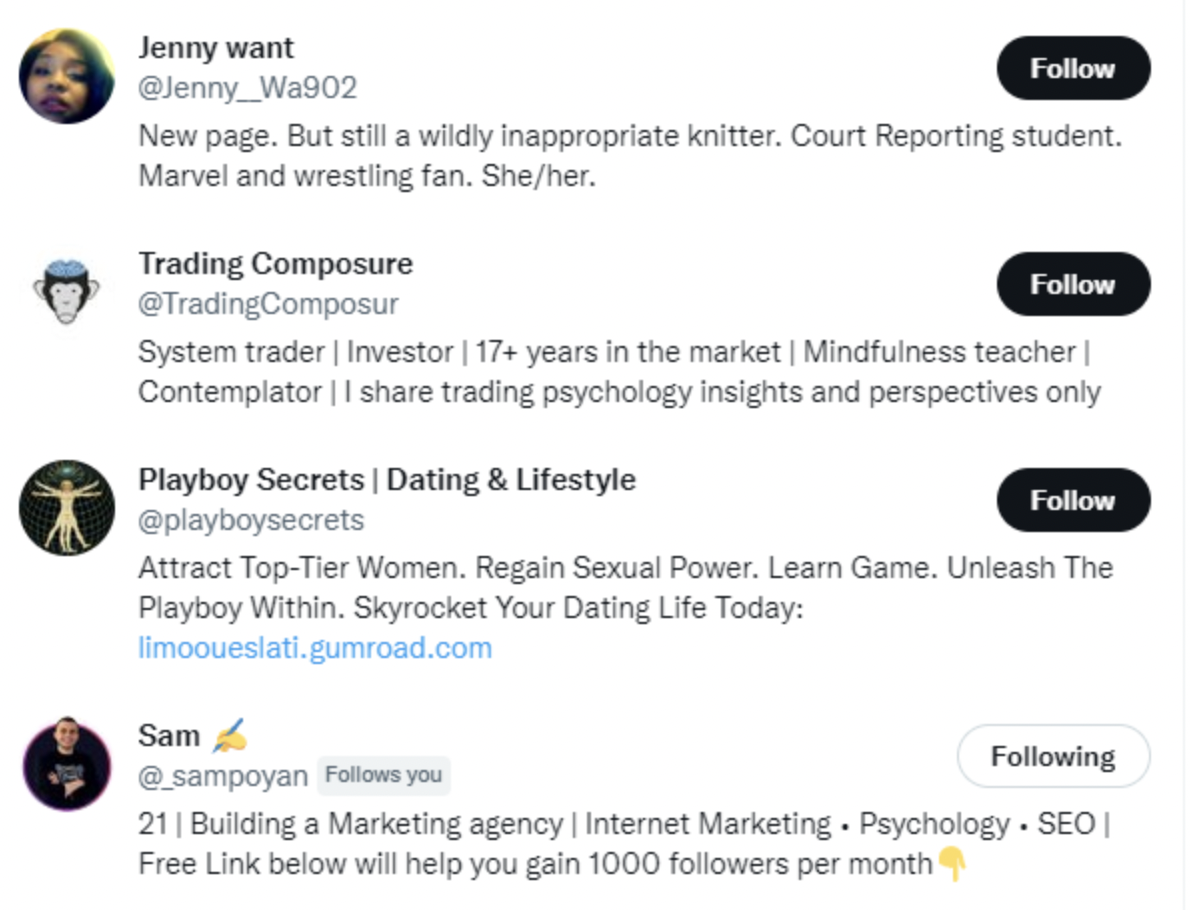 Jenny want
Follow
@Jenny__Wa902
New page. But still a wildly inappropriate knitter. Court Reporting student.
Marvel and wrestling fan. She/her.
Trading Composure
Follow
@TradingComposur
System trader | Investor | 17+ years in the market | Mindfulness teacher |
Contemplator | I share trading psychology insights and perspectives only
Playboy Secrets | Dating & Lifestyle
Follow
@playboysecrets
Attract Top-Tier Women. Regain Sexual Power. Learn Game. Unleash The
Playboy Within. Skyrocket Your Dating Life Today:
limooueslati.gumroad.com
Sam ✍️
Following
@_sampoyan Follows you
21 | Building a Marketing agency | Internet Marketing • Psychology • SEO |
Free Link below will help you gain 1000 followers per month👇